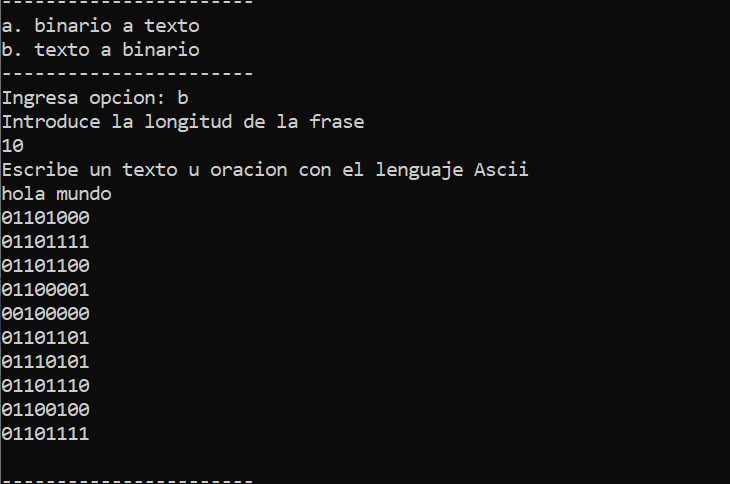 -----------------------
a. binario a texto
b. texto a binario
-----------------------
Ingresa opcion: b
Introduce la longitud de la frase
10
Escribe un texto u oracion con el lenguaje Ascii
hola mundo
01101000
01101111
01101100
01100001
00100000
01101101
01110101
01101110
01100100
01101111
-----------------------